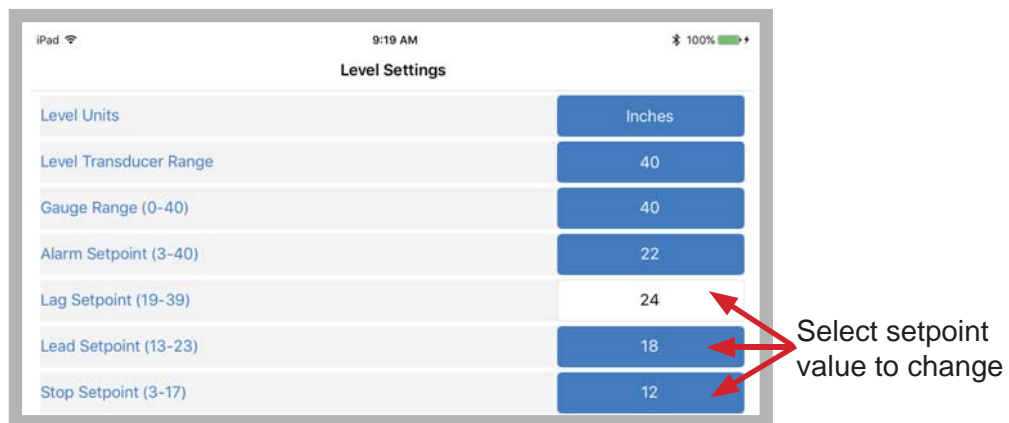 iPad 9:19 AM 100%
Level Settings
Level Units Inches
Level Transducer Range 40
Gauge Range (0-40) 40
Alarm Setpoint (3-40) 22
Lag Setpoint (19-39) 24
Lead Setpoint (13-23) 18
Stop Setpoint (3-17) 12
Select setpoint
value to change